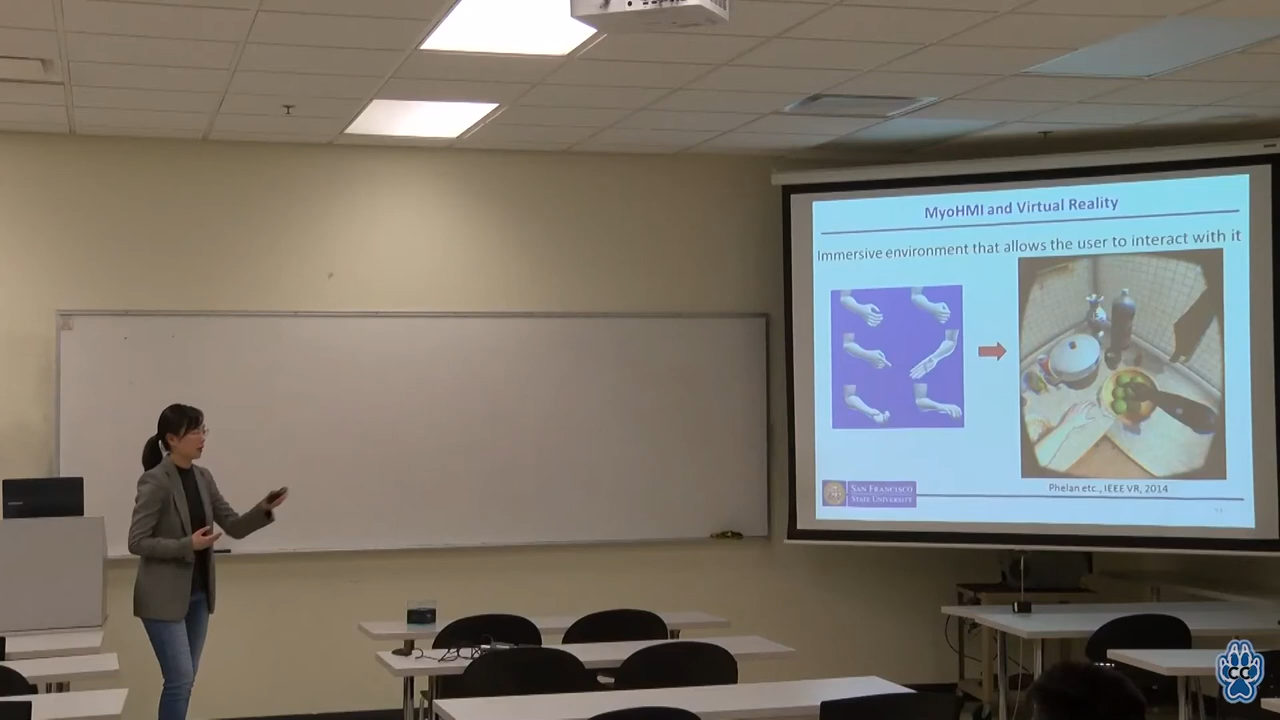 MyoHMI and Virtual Reality
Immersive environment that allows the user to interact with it
Phelan etc., IEEE VR, 2014
SAN FRANCISCO
STATE UNIVERSITY
CC